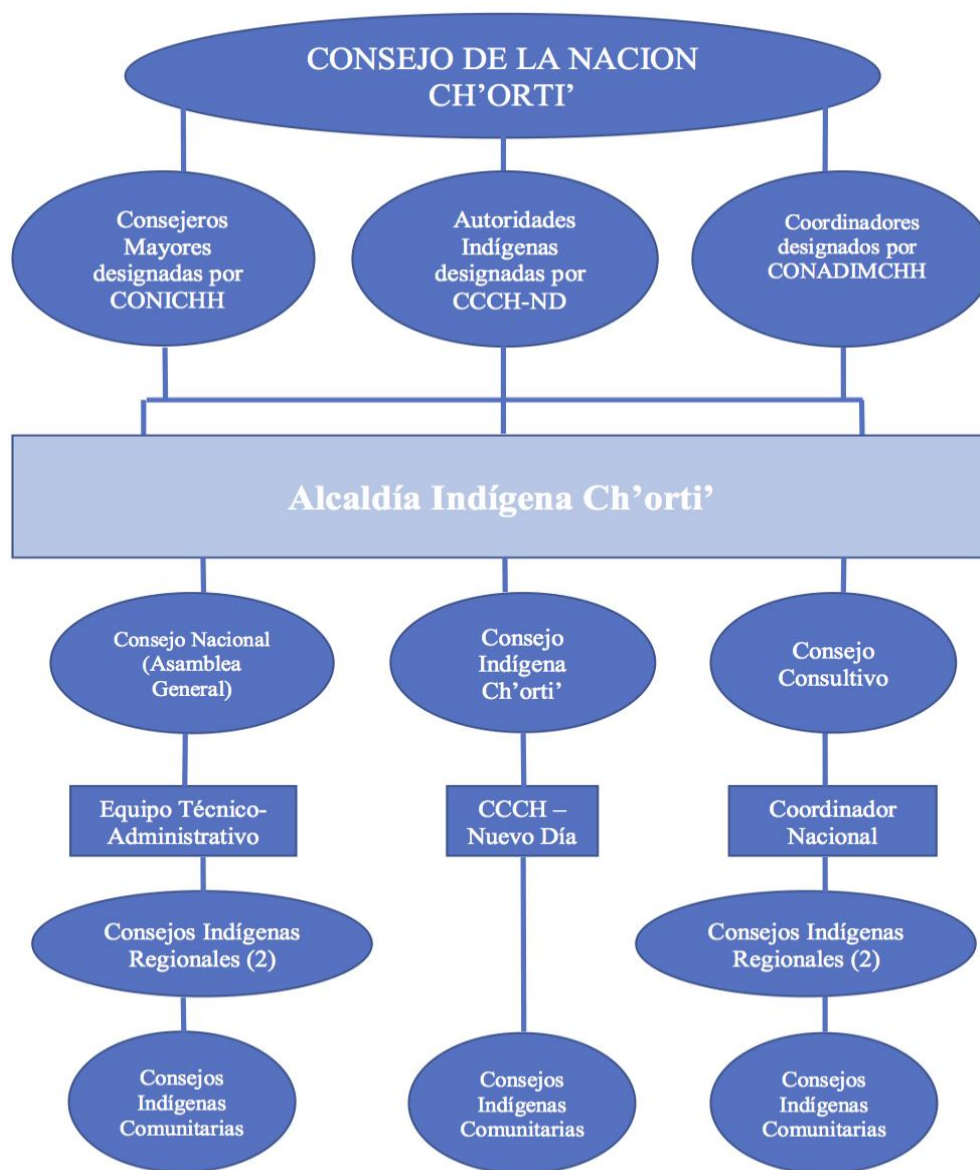 CONSEJO DE LA NACION
CH’ORTI’
Consejeros
Mayores
designadas por
CONICHH
Autoridades
Indígenas
designadas por
CCCH-ND
Coordinadores
designados por
CONADIMCHH
Alcaldía Indígena Ch’orti’
Consejo Nacional
(Asamblea
General)
Consejo
Indígena
Ch’orti’
Consejo
Consultivo
Equipo Técnico-
Administrativo
CCCH –
Nuevo Día
Coordinador
Nacional
Consejos Indígenas
Regionales (2)
Consejos Indígenas
Regionales (2)
Consejos
Indígenas
Comunitarias
Consejos
Indígenas
Comunitarias
Consejos
Indígenas
Comunitarias